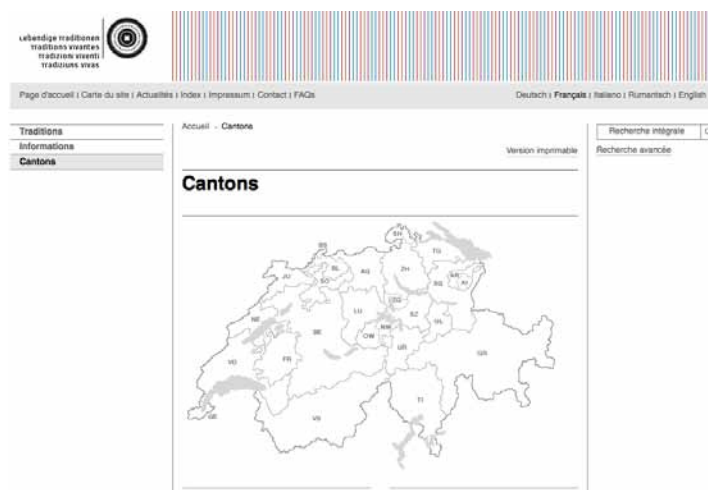 Lebendige Traditionen
Traditions vivantes
Tradizioni viventi
Tradiziuns vivas
Page d'accueil | Carte du site | Actualités | Index | Impressum | Contact | FAQs
Deutsch | Français | Italiano | Rumantsch | English
Traditions
Informations
Cantons
Accueil - Cantons
Version imprimable
Recherche intégrale
Recherche avancée
Cantons
SH
BS
TG
BL
JU
SO
AG
ZH
AR
AI
SG
ZG
LU
SZ
NE
GL
BE
NW
OW
UR
GR
FR
VD
TI
GE
VS